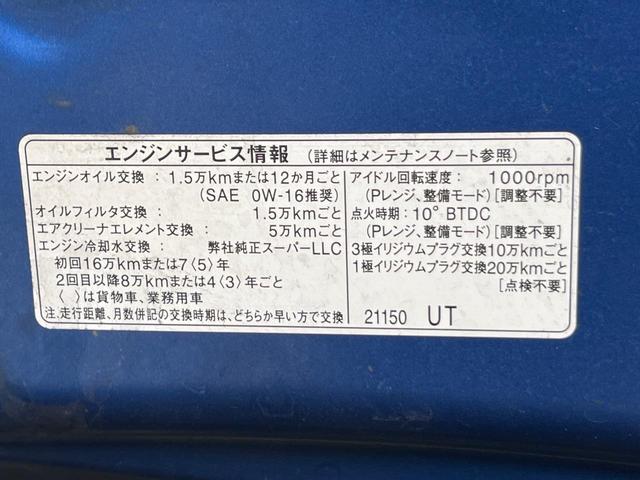 エンジンサービス情報 (詳細はメンテナンスノート参照)
エンジンオイル交換 : 1.5万kmまたは12か月ごと
(SAE 0W-16推奨)
オイルフィルタ交換 : 1.5万kmごと
エアクリーナエレメント交換 : 5万kmごと
エンジン冷却水交換 : 弊社純正スーパーLLC
初回16万kmまたは7〈5〉年
2回目以降8万kmまたは4〈3〉年ごと
〈 〉は貨物車、業務用車
注.走行距離、月数併記の交換時期は、どちらか早い方で交換
アイドル回転速度: 1000rpm
(Pレンジ、整備モード) [調整不要]
点火時期:10° BTDC
(Pレンジ、整備モード) [調整不要]
3極イリジウムプラグ交換10万kmごと
1極イリジウムプラグ交換20万kmごと
[点検不要]
21150 UT